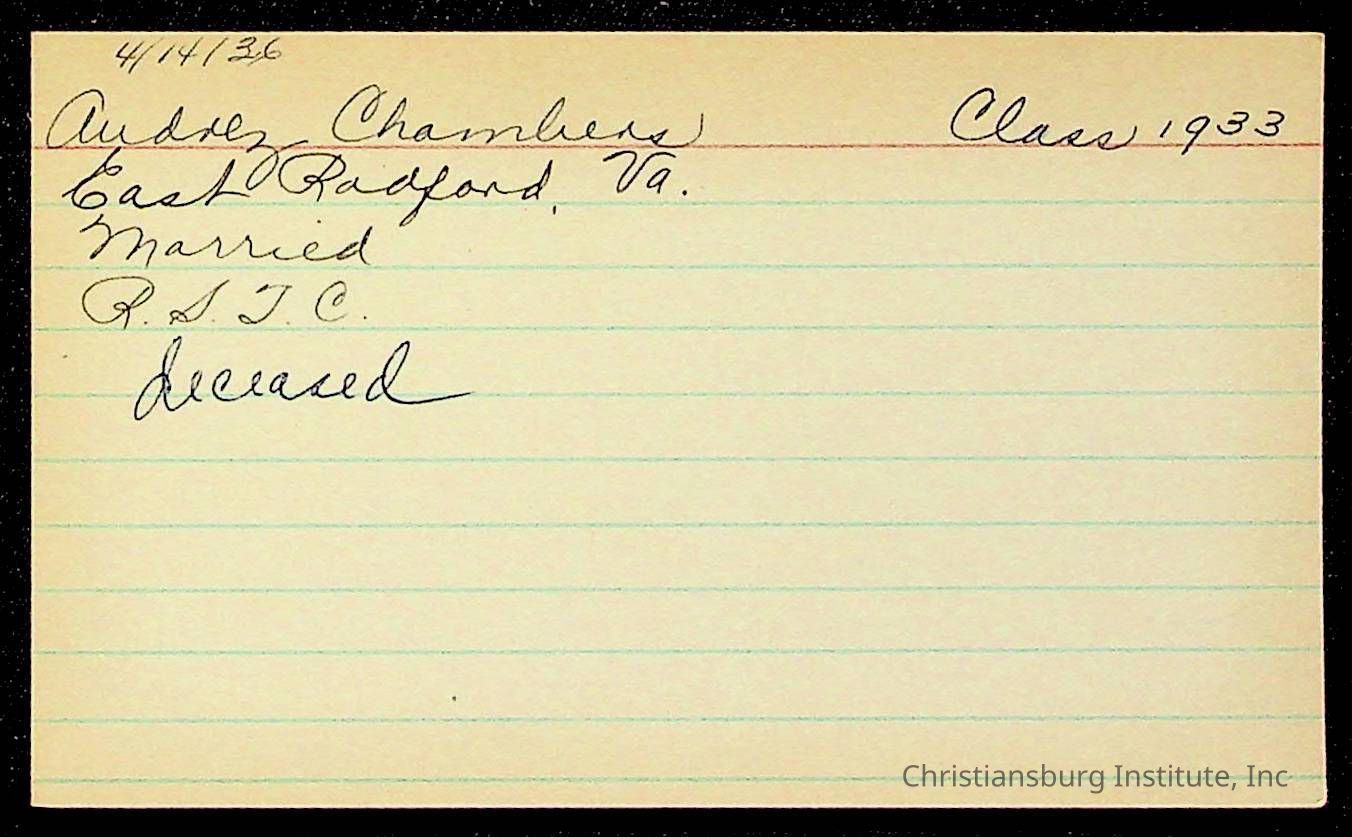 4/14/36
Audrey Chambers Class 1933
East Radford, Va.
Married
R. S. T. C.
deceased
Christiansburg Institute, Inc